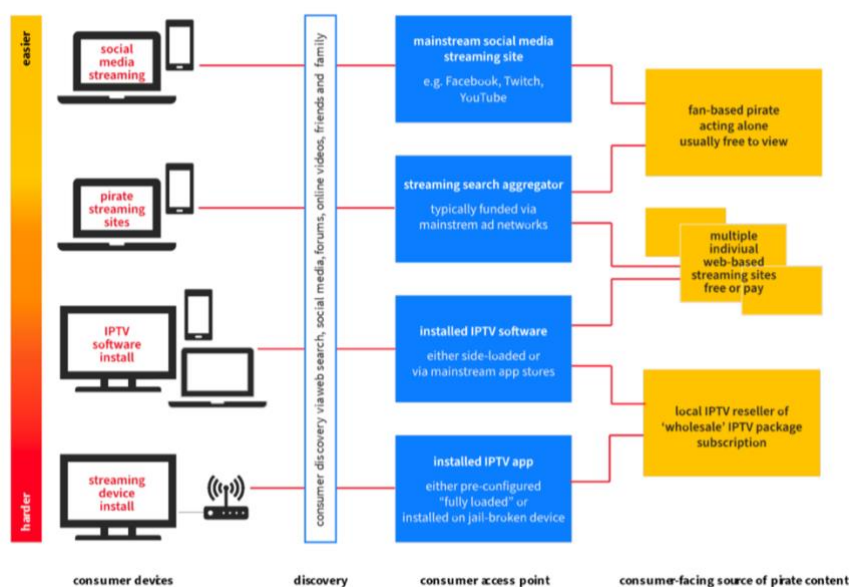 easier
harder
social
media
streaming
pirate
streaming
sites
IPTV
software
install
streaming
device
install
consumer discovery via web search, social media, forums, online videos, friends and family
mainstream social media
streaming site
e.g. Facebook, Twitch,
YouTube
streaming search aggregator
typically funded via
mainstrem ad networks
installed IPTV software
either side-loaded or
via mainstream app stores
installed IPTV app
either pre-configured
“fully loaded” or
installed on jail-broken device
fan-based pirate
acting alone
usually free to view
multiple
indiviual
web-based
streaming sites
free or pay
local IPTV reseller of
‘wholesale’ IPTV package
subscription
consumer devices
discovery
consumer access point
consumer-facing source of pirate content